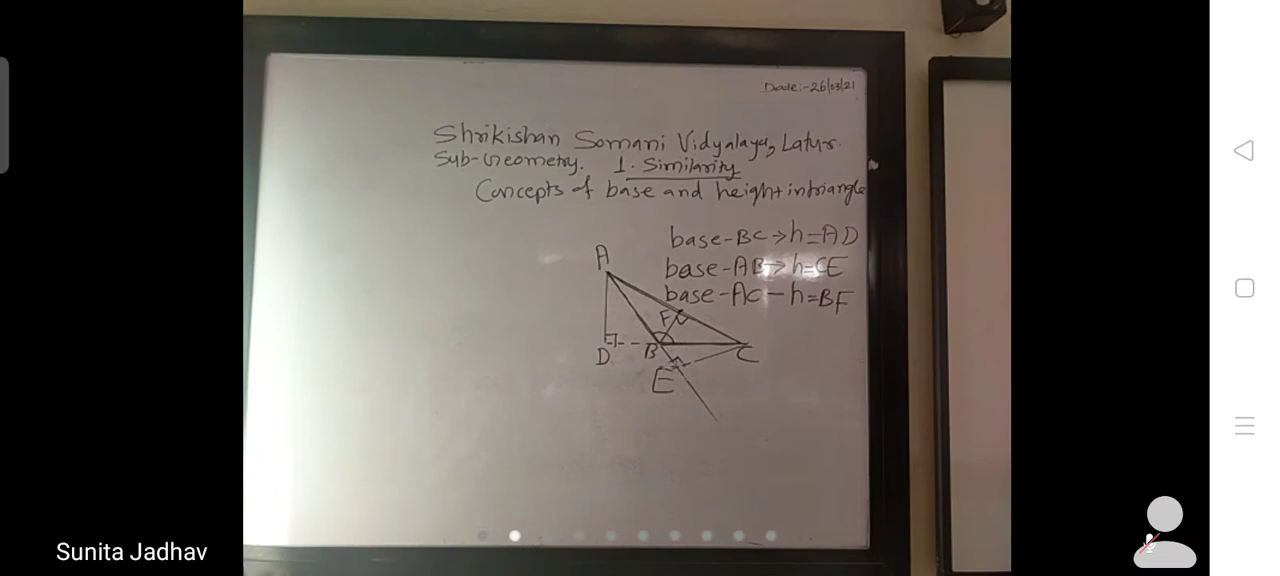 Date:-26/03/21
Shrikishan Somani Vidyalaya, Latur.
Sub-Geometry. 1. Similarity
Concepts of base and height in triangle
base-BC→h=AD
base-AB→h=CE
base-AC-h=BF
A
F
D
B
C
E
Sunita Jadhav